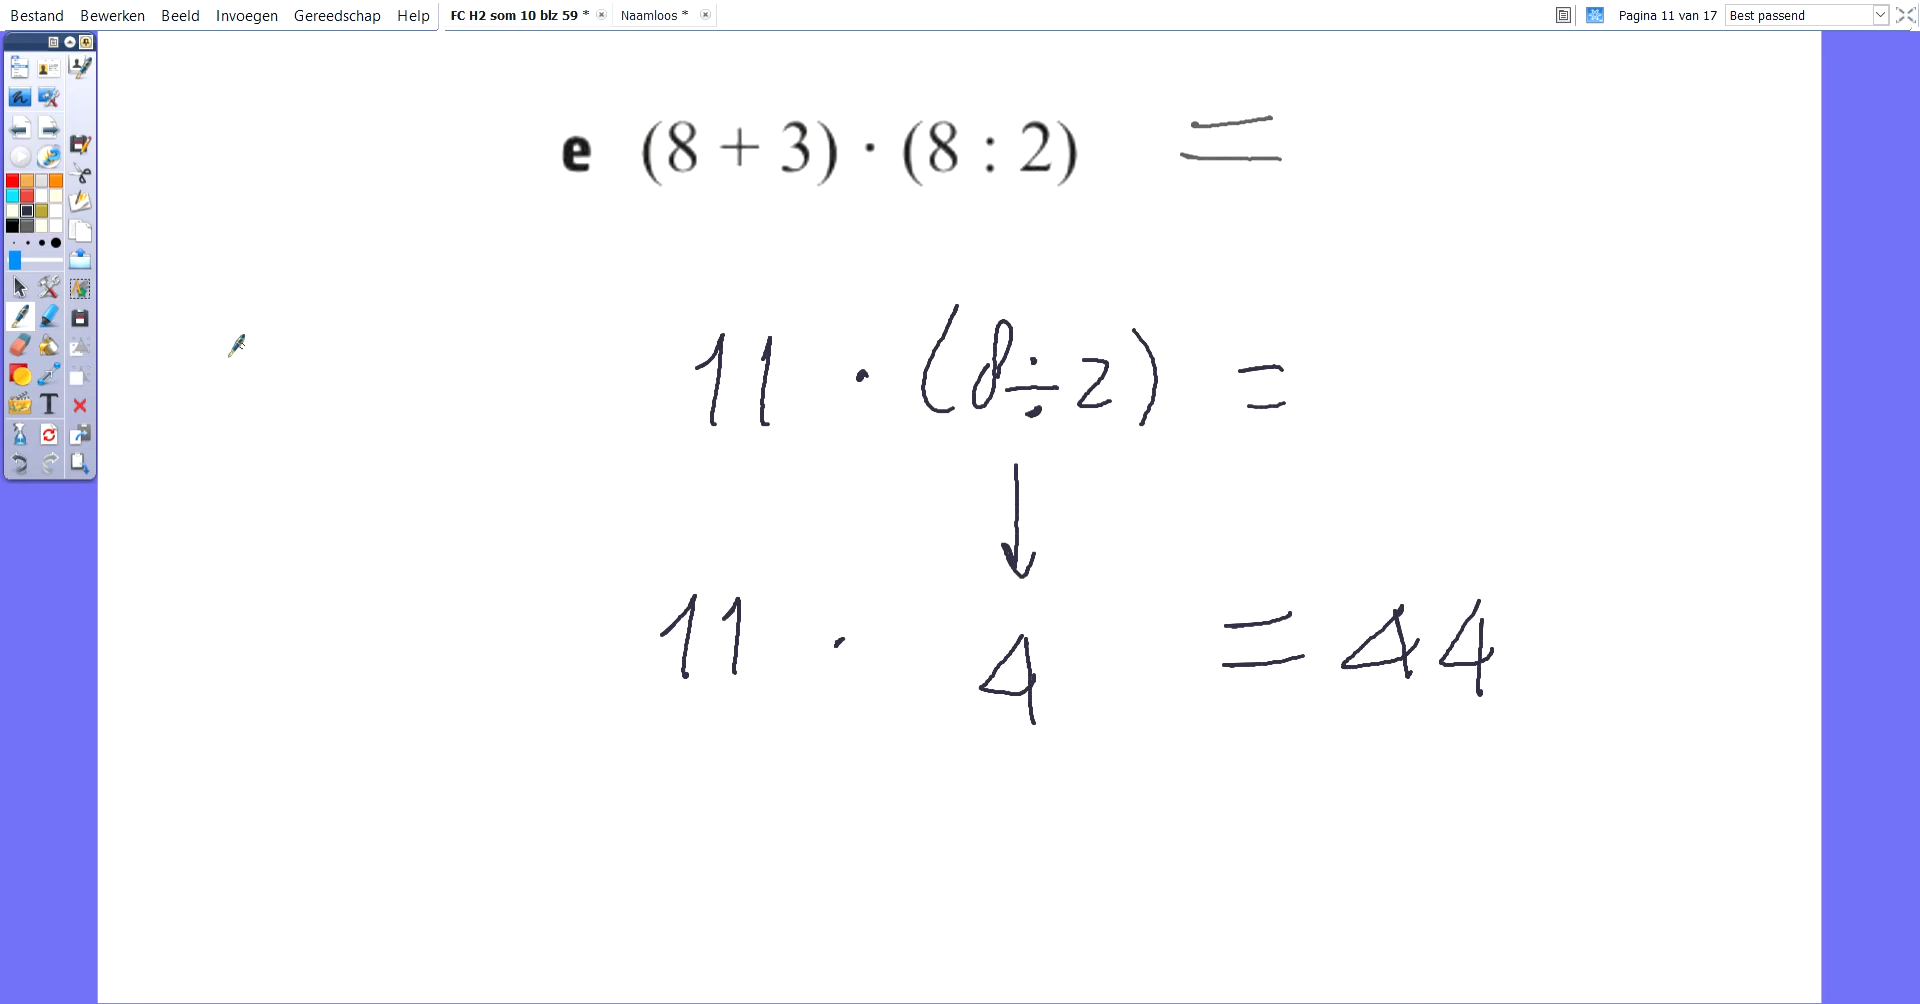 Bestand Bewerken Beeld Invoegen Gereedschap Help FC H2 som 10 blz 59 * Naamloos * Pagina 11 van 17 Best passend
e (8 + 3) · (8 : 2) =
11 · (8 ÷ 2) =
11 · 4 = 44
T